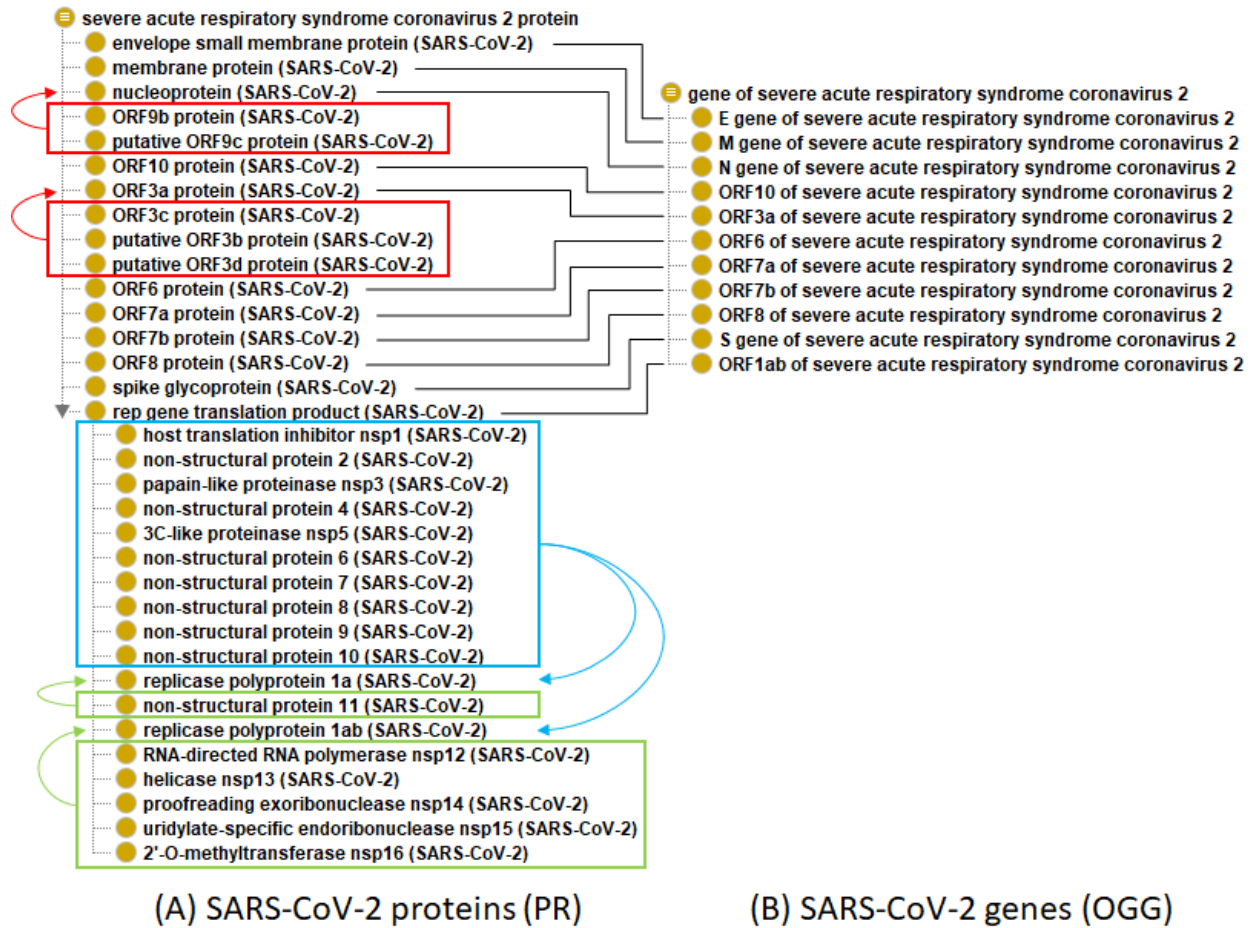 severe acute respiratory syndrome coronavirus 2 protein
envelope small membrane protein (SARS-CoV-2)
membrane protein (SARS-CoV-2)
nucleoprotein (SARS-CoV-2)
ORF9b protein (SARS-CoV-2)
putative ORF9c protein (SARS-CoV-2)
ORF10 protein (SARS-CoV-2)
ORF3a protein (SARS-CoV-2)
ORF3c protein (SARS-CoV-2)
putative ORF3b protein (SARS-CoV-2)
putative ORF3d protein (SARS-CoV-2)
ORF6 protein (SARS-CoV-2)
ORF7a protein (SARS-CoV-2)
ORF7b protein (SARS-CoV-2)
ORF8 protein (SARS-CoV-2)
spike glycoprotein (SARS-CoV-2)
rep gene translation product (SARS-CoV-2)
host translation inhibitor nsp1 (SARS-CoV-2)
non-structural protein 2 (SARS-CoV-2)
papain-like proteinase nsp3 (SARS-CoV-2)
non-structural protein 4 (SARS-CoV-2)
3C-like proteinase nsp5 (SARS-CoV-2)
non-structural protein 6 (SARS-CoV-2)
non-structural protein 7 (SARS-CoV-2)
non-structural protein 8 (SARS-CoV-2)
non-structural protein 9 (SARS-CoV-2)
non-structural protein 10 (SARS-CoV-2)
replicase polyprotein 1a (SARS-CoV-2)
non-structural protein 11 (SARS-CoV-2)
replicase polyprotein 1ab (SARS-CoV-2)
RNA-directed RNA polymerase nsp12 (SARS-CoV-2)
helicase nsp13 (SARS-CoV-2)
proofreading exoribonuclease nsp14 (SARS-CoV-2)
uridylate-specific endoribonuclease nsp15 (SARS-CoV-2)
2'-O-methyltransferase nsp16 (SARS-CoV-2)
(A) SARS-CoV-2 proteins (PR)
gene of severe acute respiratory syndrome coronavirus 2
E gene of severe acute respiratory syndrome coronavirus 2
M gene of severe acute respiratory syndrome coronavirus 2
N gene of severe acute respiratory syndrome coronavirus 2
ORF10 of severe acute respiratory syndrome coronavirus 2
ORF3a of severe acute respiratory syndrome coronavirus 2
ORF6 of severe acute respiratory syndrome coronavirus 2
ORF7a of severe acute respiratory syndrome coronavirus 2
ORF7b of severe acute respiratory syndrome coronavirus 2
ORF8 of severe acute respiratory syndrome coronavirus 2
S gene of severe acute respiratory syndrome coronavirus 2
ORF1ab of severe acute respiratory syndrome coronavirus 2
(B) SARS-CoV-2 genes (OGG)